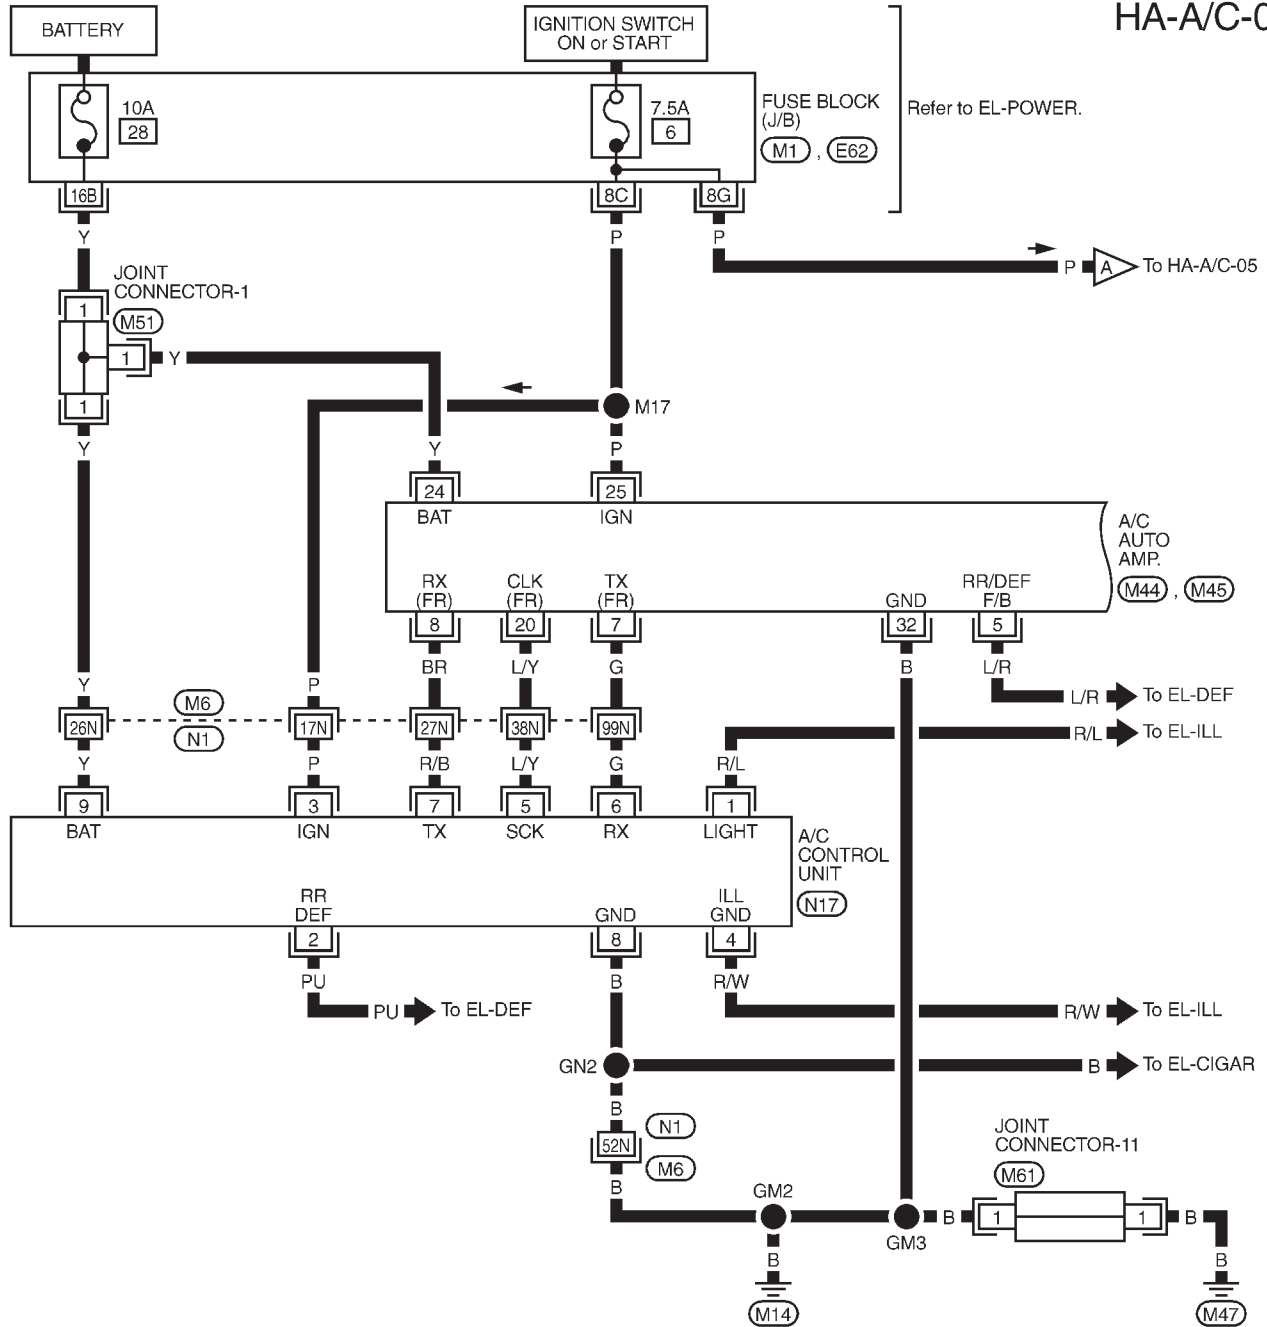 HA-A/C-0
BATTERY
IGNITION SWITCH
ON or START
10A
28
7.5A
6
FUSE BLOCK
(J/B)
M1 , E62
Refer to EL-POWER.
16B
8C
8G
Y
P
P
P
A
To HA-A/C-05
JOINT
CONNECTOR-1
M51
1
1
Y
1
M17
Y
Y
P
24
25
BAT
IGN
A/C
AUTO
AMP.
M44 , M45
RX
(FR)
CLK
(FR)
TX
(FR)
GND
RR/DEF
F/B
8
20
7
32
5
BR
L/Y
G
B
L/R
Y
P
L/R
To EL-DEF
M6
N1
26N
17N
27N
38N
99N
R/L
To EL-ILL
Y
P
R/B
L/Y
G
R/L
9
3
7
5
6
1
BAT
IGN
TX
SCK
RX
LIGHT
A/C
CONTROL
UNIT
N17
RR
DEF
GND
ILL
GND
2
8
4
PU
B
R/W
PU
To EL-DEF
R/W
To EL-ILL
GN2
B
To EL-CIGAR
B
N1
52N
M6
B
JOINT
CONNECTOR-11
M61
GM2
GM3
B
1
1
B
B
B
M14
M47